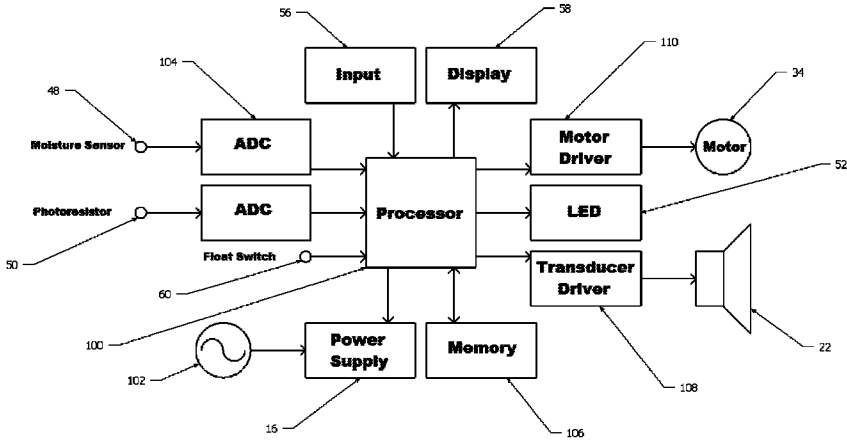 56
58
104
110
34
48
Input
Display
Moisture Sensor
ADC
Motor
Driver
Motor
52
Photoresistor
ADC
Processor
LED
50
Float Switch
60
Transducer
Driver
100
102
Power
Supply
Memory
22
108
16
106